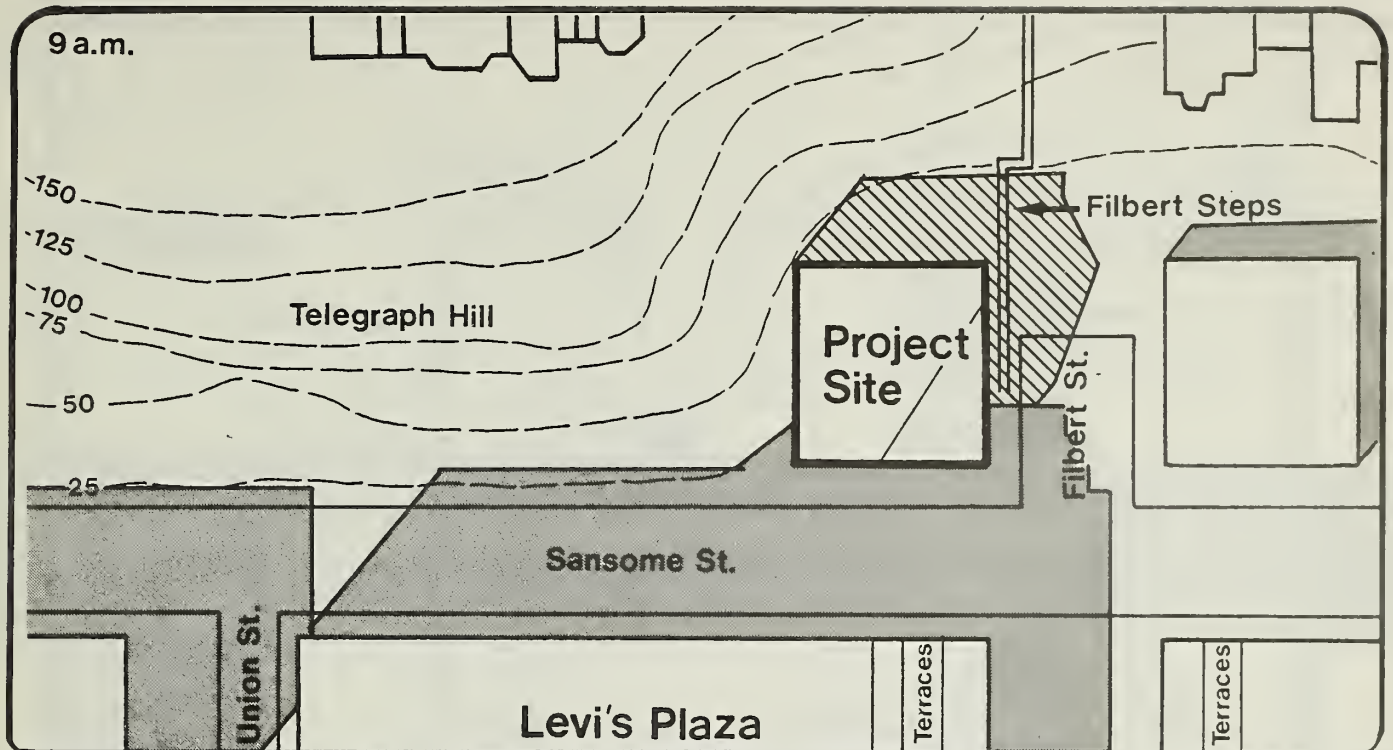 9 a.m.
150
125
100
75
50
25
Telegraph Hill
Filbert Steps
Project
Site
Filbert St.
Sansome St.
Union St.
Levi's Plaza
Terraces
Terraces